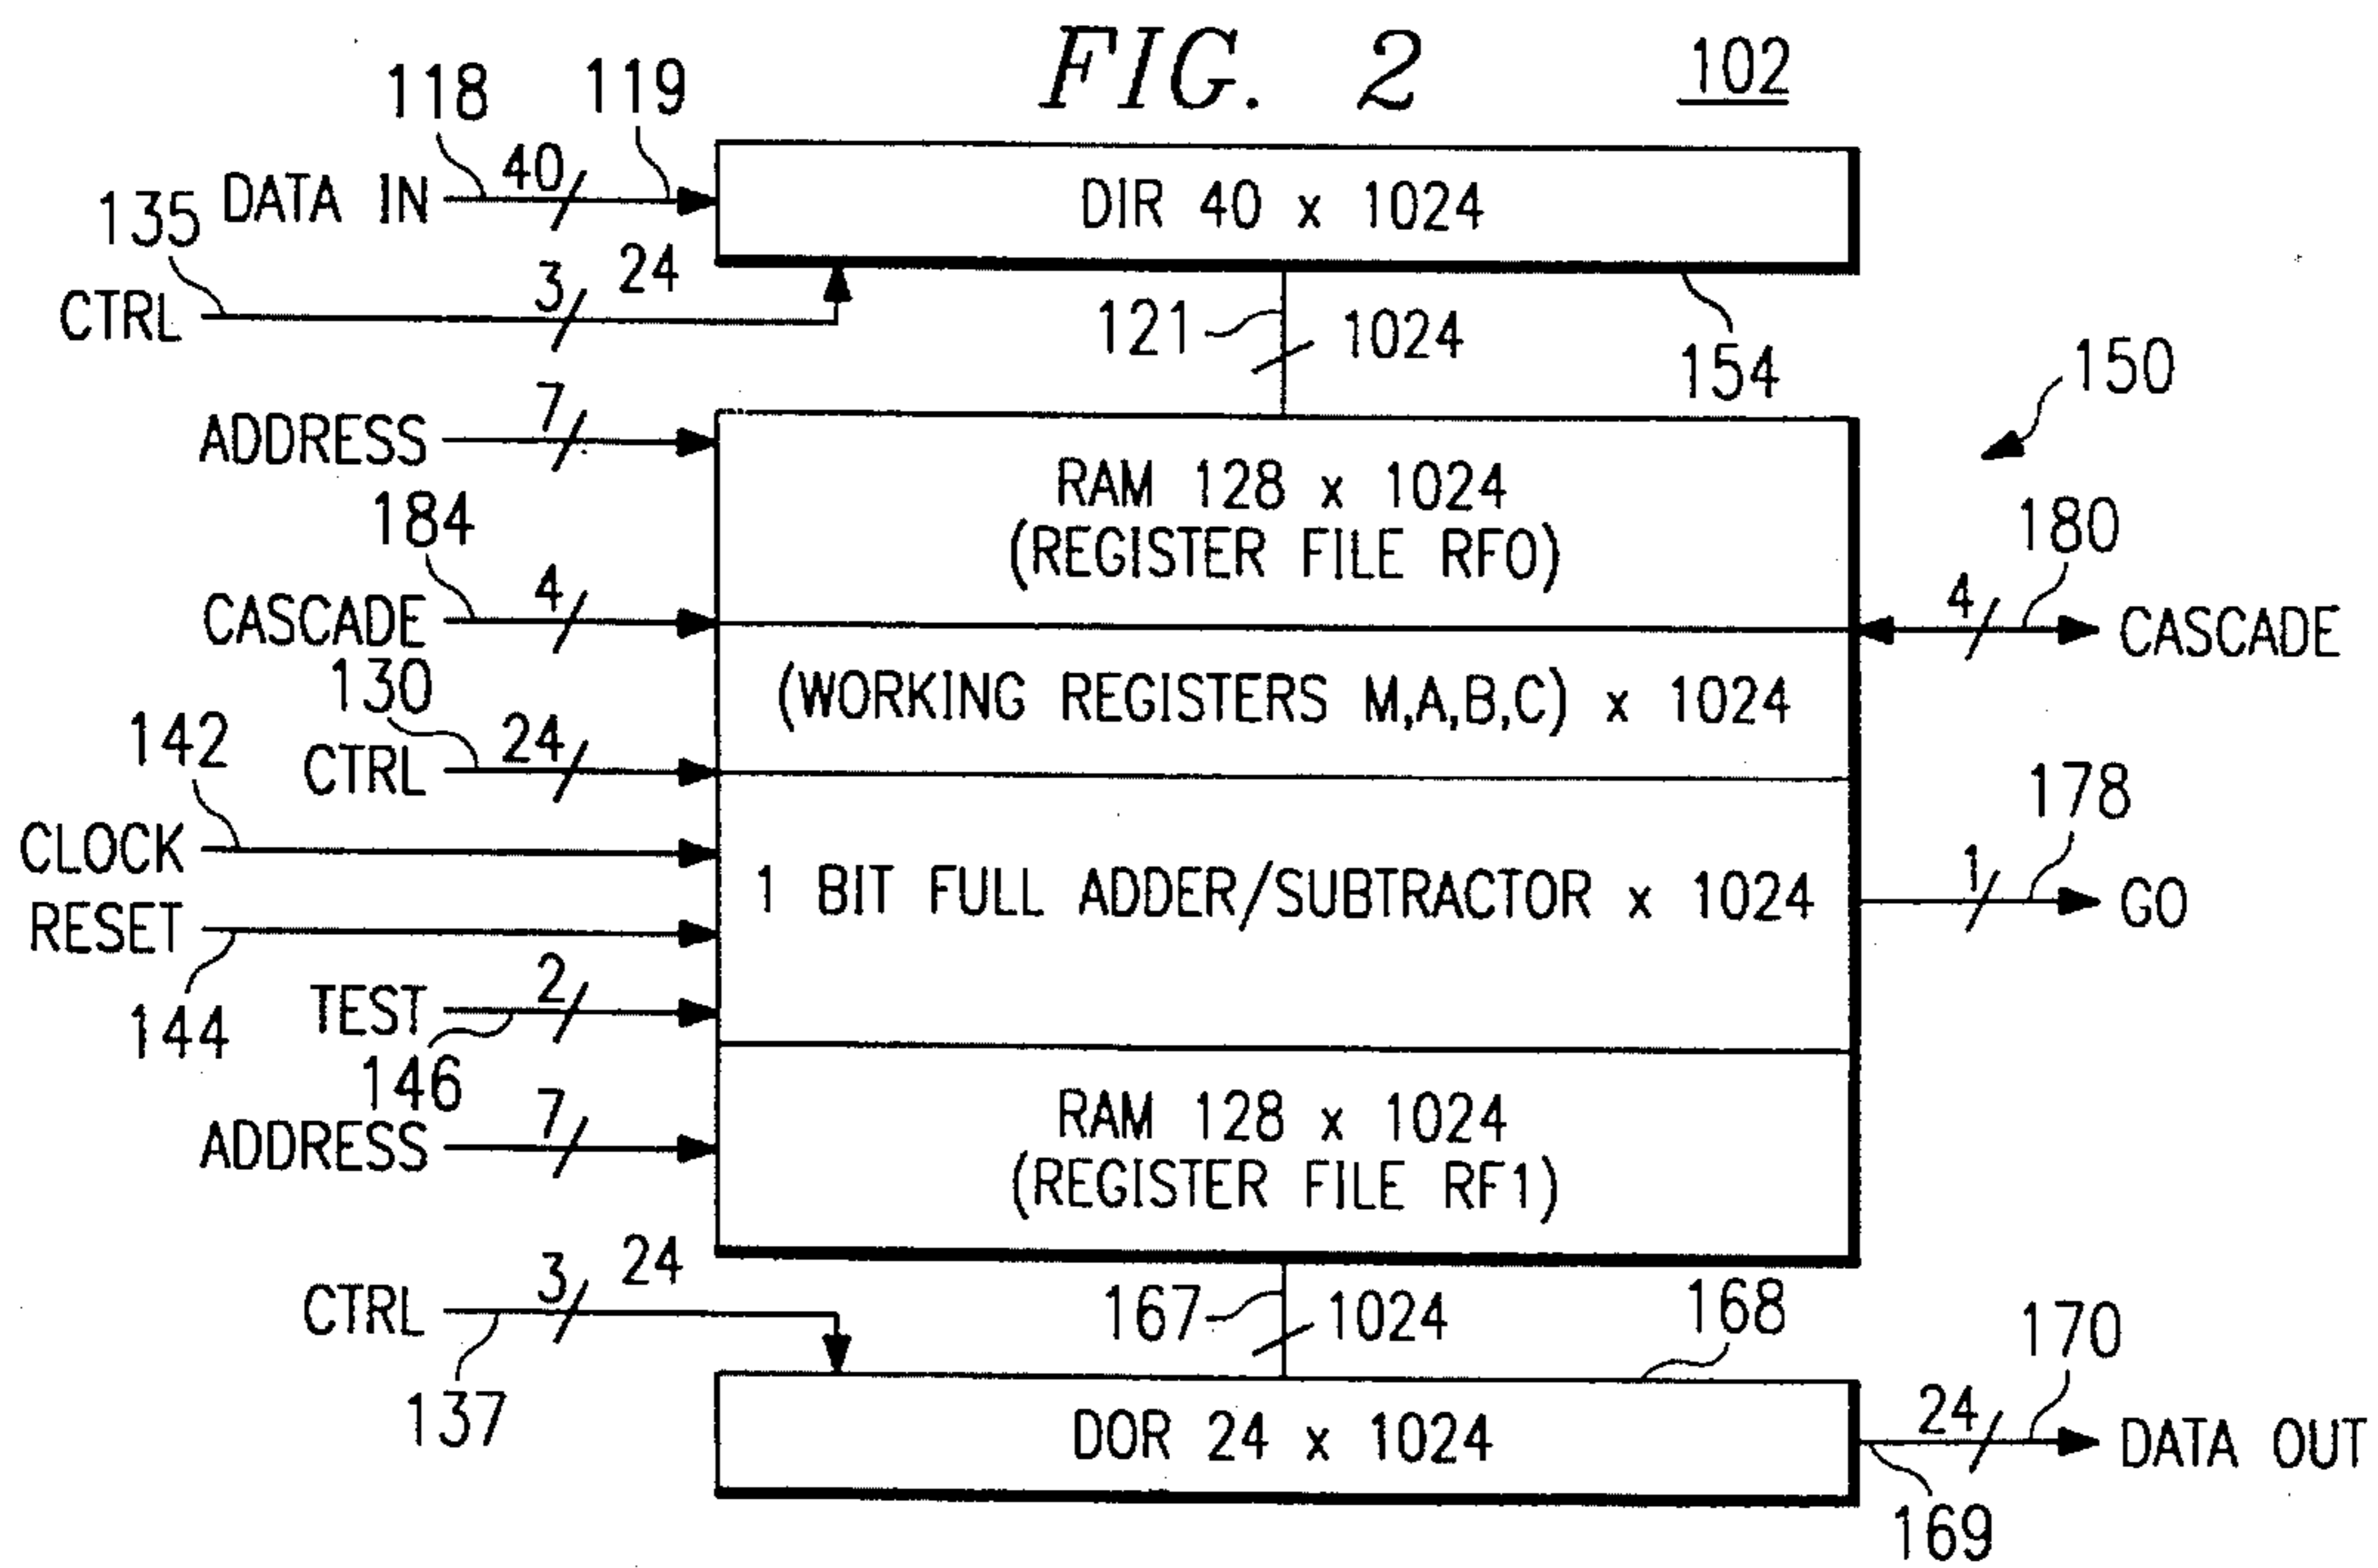 FIG. 2
102
118
119
135
DATA IN
40
DIR 40 x 1024
CTRL
3
24
121
1024
154
150
ADDRESS
7
RAM 128 x 1024
(REGISTER FILE RF0)
184
CASCADE
4
180
4
CASCADE
130
(WORKING REGISTERS M,A,B,C) x 1024
142
CTRL
24
178
CLOCK
1 BIT FULL ADDER/SUBTRACTOR x 1024
1
GO
RESET
144
TEST
2
146
ADDRESS
7
RAM 128 x 1024
(REGISTER FILE RF1)
CTRL
3
24
137
167
1024
168
170
DOR 24 x 1024
24
DATA OUT
169